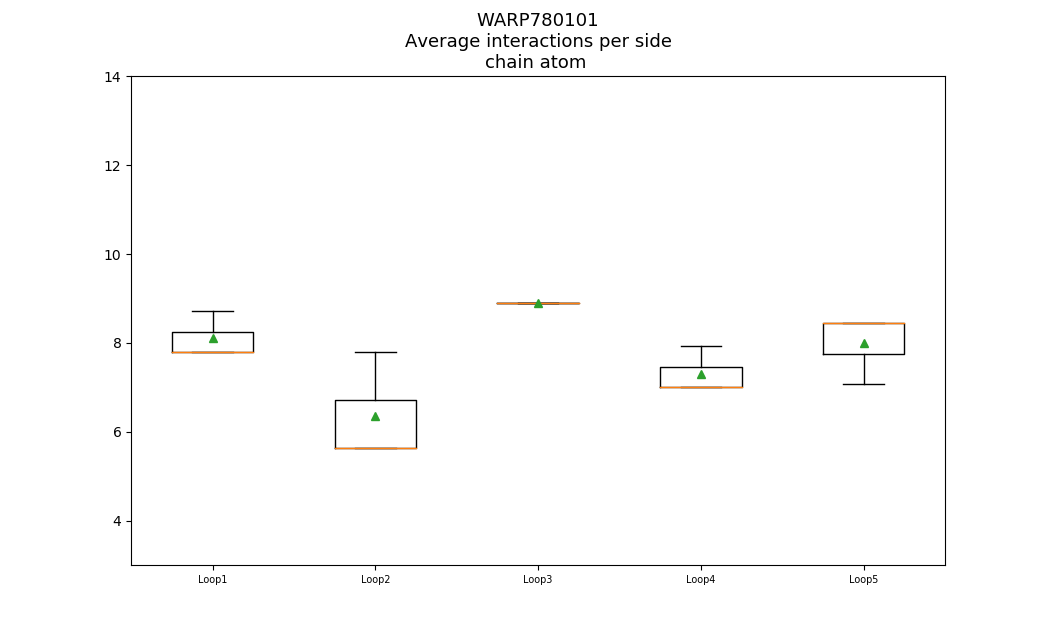 WARP780101
Average interactions per side
chain atom
14
12
10
8
6
4
Loop1
Loop2
Loop3
Loop4
Loop5